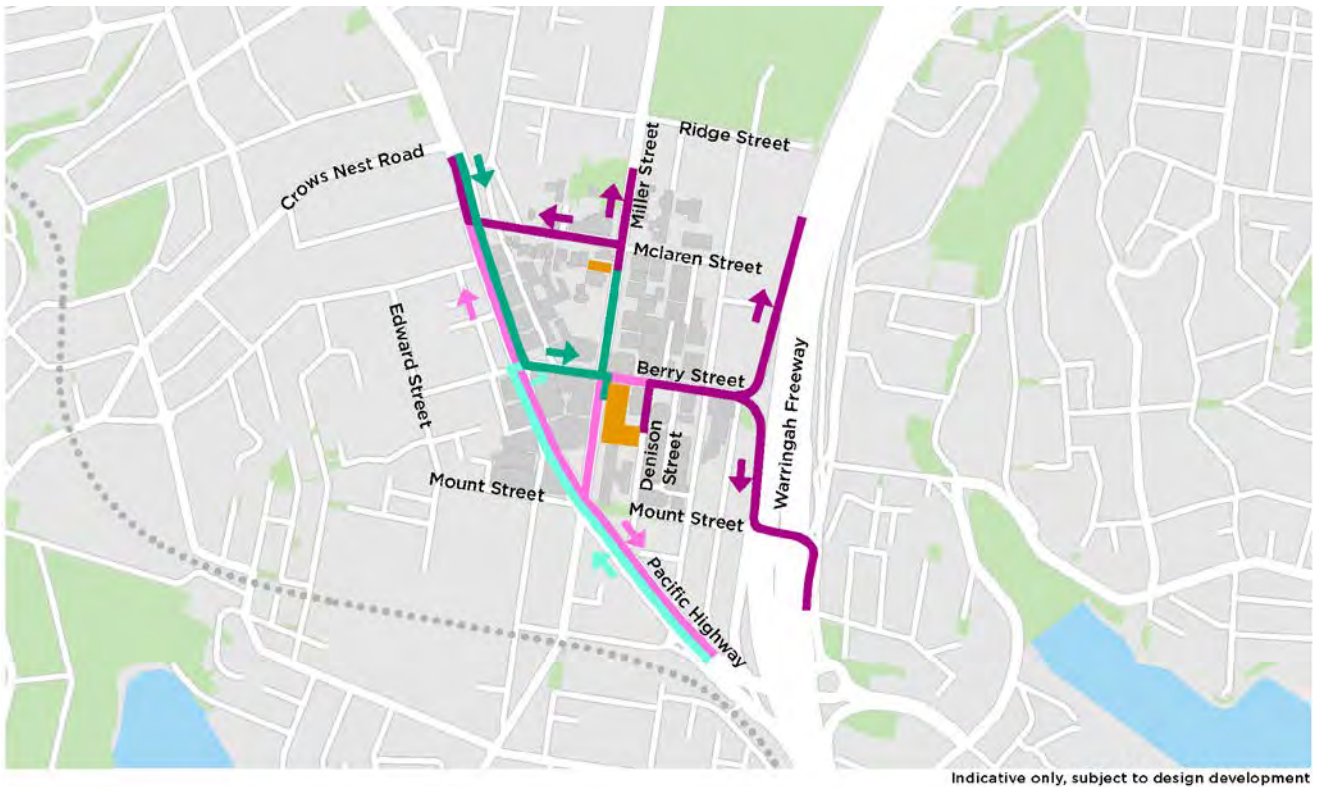 Ridge Street
Crows Nest Road
Miller Street
Mclaren Street
Edward Street
Berry Street
Warringah Freeway
Denison
Street
Mount Street
Mount Street
Pacific Highway
Indicative only, subject to design development